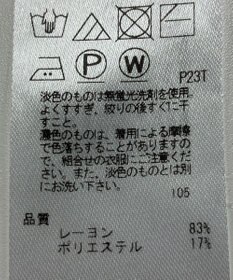 P W
P23T
淡色のものは無蛍光洗剤を使用。
よくすすぎ、絞りの後すぐに干
すこと。
濃色のものは、着用による摩擦
で色落ちすることがありますの
で、組合せの衣服にご注意くだ
さい。また、淡色のものとは別
にお洗い下さい。
105
品質
レーヨン 83%
ポリエステル 17%